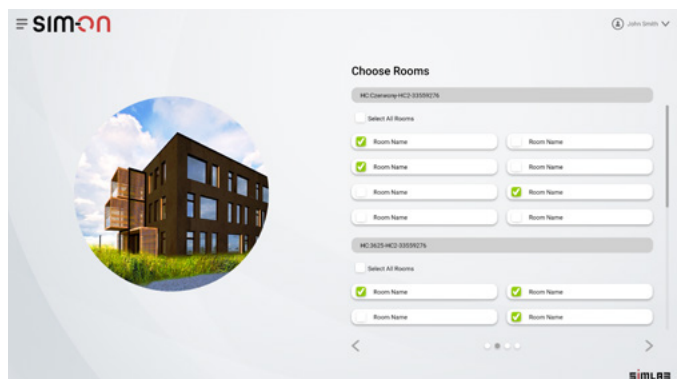 SIM-ON
John Smith
Choose Rooms
HC Czerwony-HC2-33559276
Select All Rooms
Room Name Room Name
Room Name Room Name
Room Name Room Name
Room Name Room Name
HC.3625-HC2-33559276
Select All Rooms
Room Name Room Name
Room Name Room Name
SIMLAB